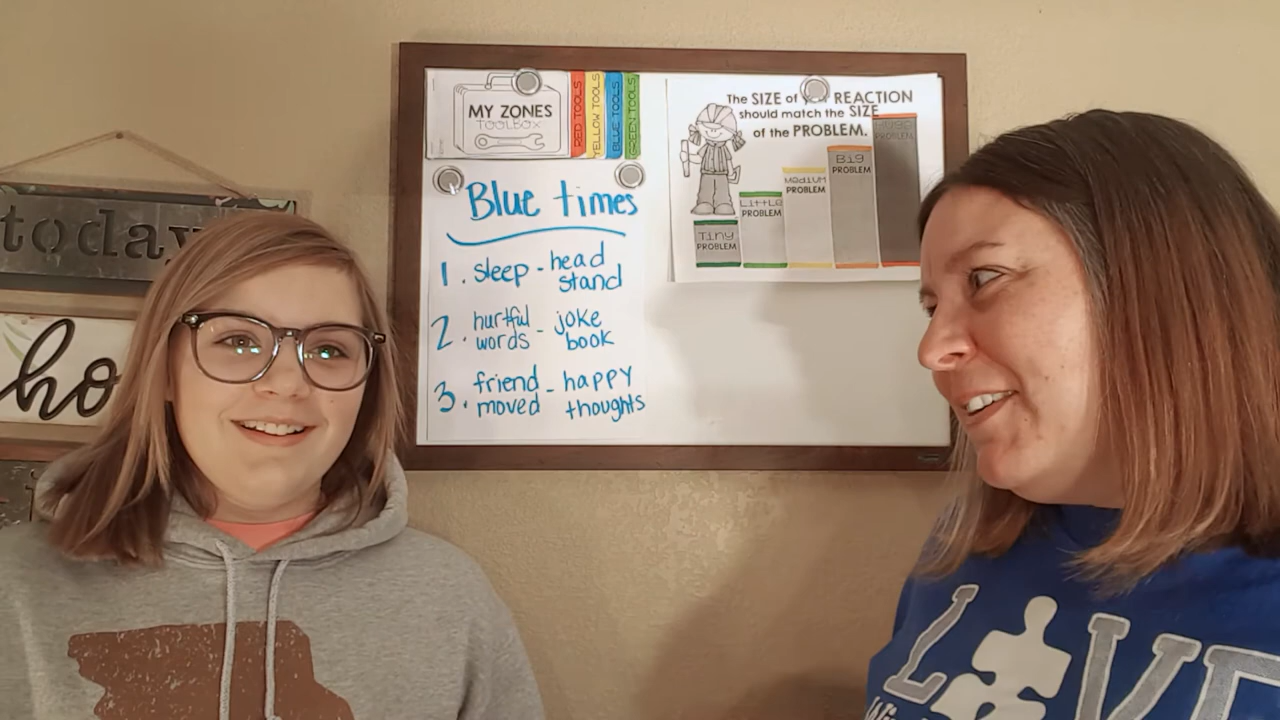 today
ho
MY ZONES
TOOLBOX
RED TOOLS
YELLOW TOOLS
BLUE TOOLS
GREEN TOOLS
Blue times
1. sleep - head
stand
2. hurtful
words - joke
book
3. friend
moved - happy
thoughts
The SIZE of REACTION
should match the SIZE
of the PROBLEM.
Tiny
PROBLEM
Little
PROBLEM
Medium
PROBLEM
Big
PROBLEM
PROBLEM
LOVE